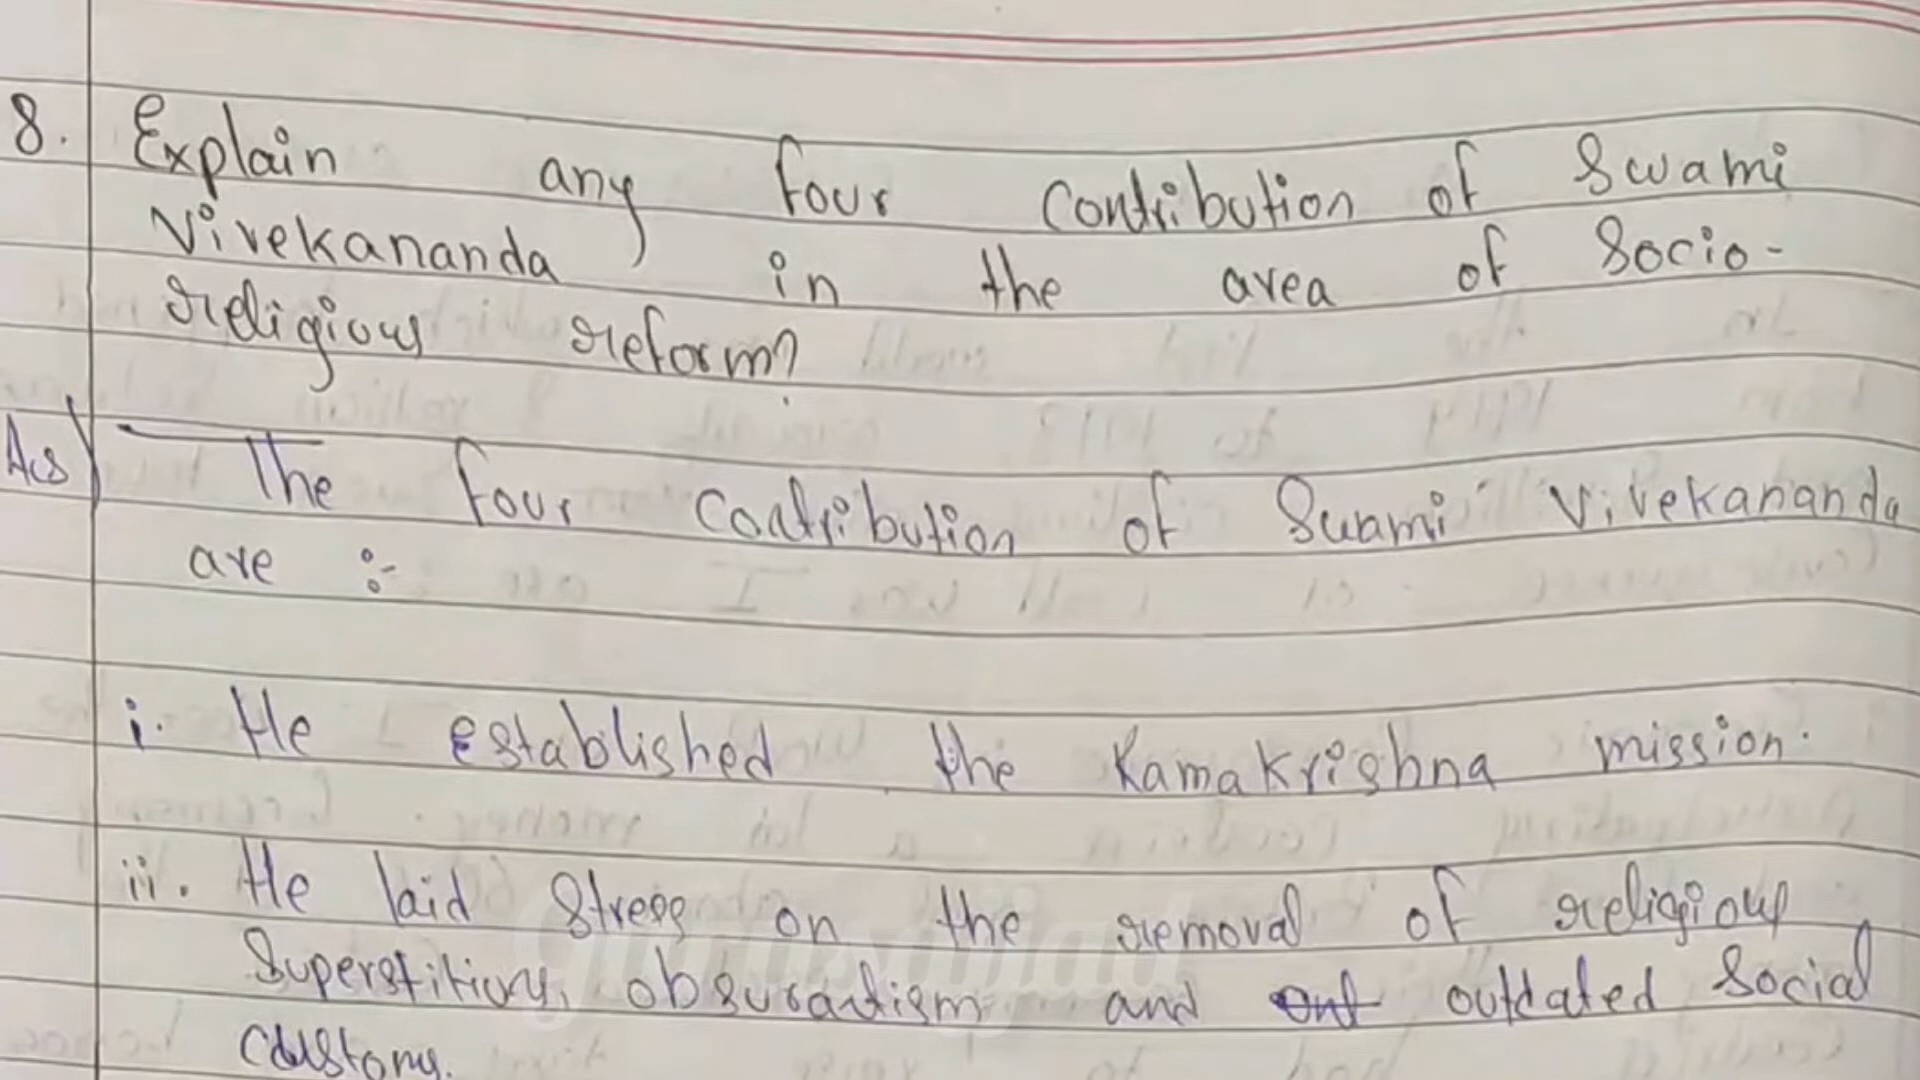 8. Explain any four Contribution of Swami
Vivekananda in the area of Socio-
religious reform?
Ans) The four Contribution of Swami Vivekananda
are :-
i. He established the Ramakrishna mission.
ii. He laid stress on the removal of religious
Superstitions, obsurantism and out outdated Social
Customs.